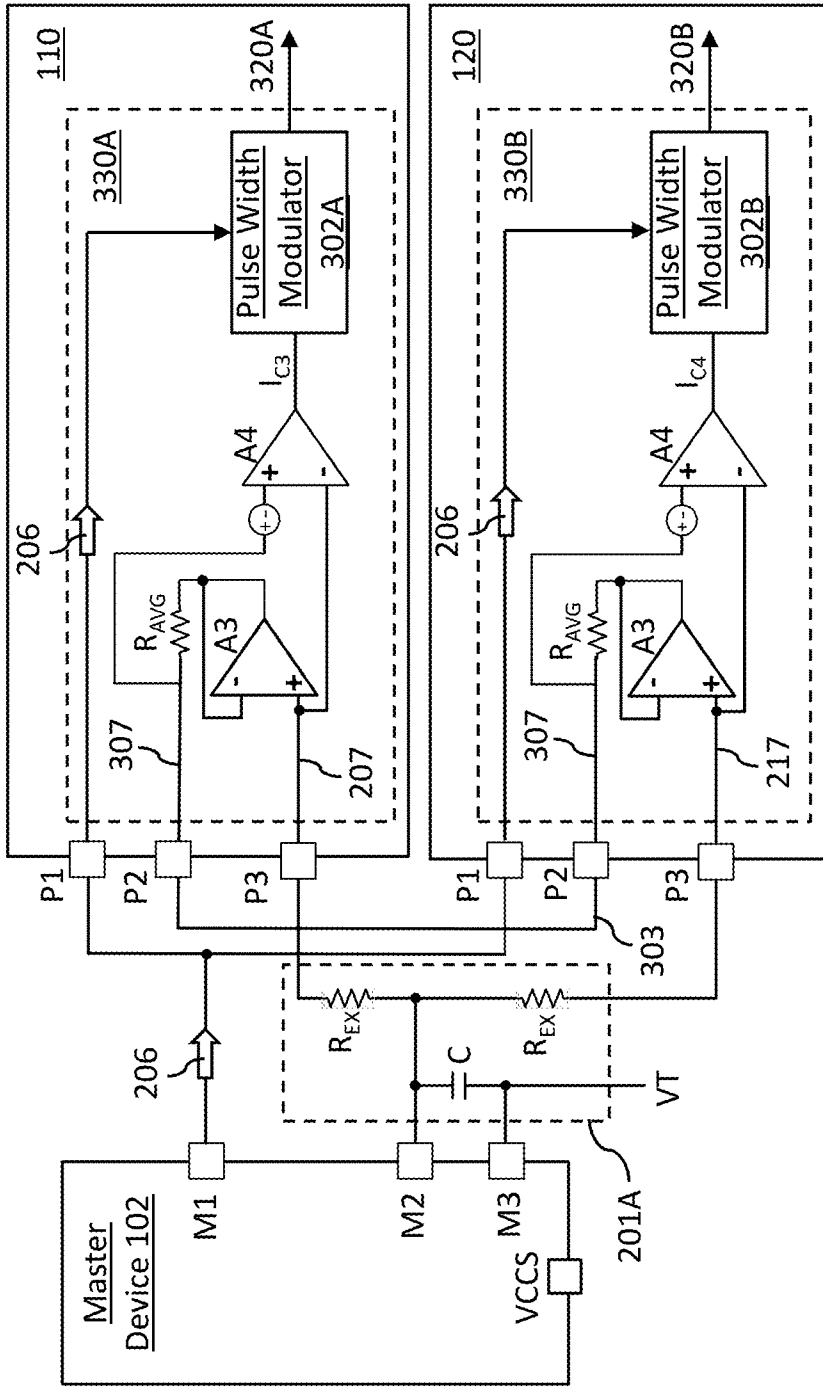 Master
Device 102
M1
M2
M3
VCCS
206
201A
VT
C
R_EX
R_EX
303
P1
P2
P3
110
330A
206
307
207
R_AVG
A3
A4
I_C3
Pulse Width
Modulator
302A
320A
P1
P2
P3
120
330B
206
307
217
R_AVG
A3
A4
I_C4
Pulse Width
Modulator
302B
320B
+
-
+
-
+
-
+
-
+
-
+
-